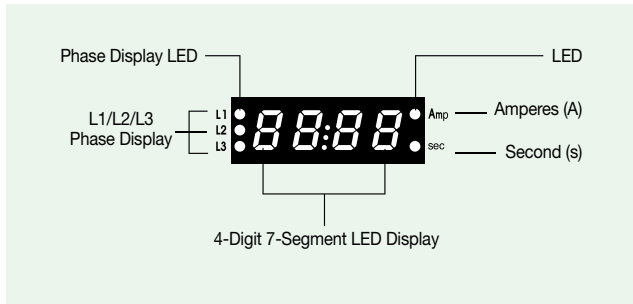 Phase Display LED
LED
L1/L2/L3
Phase Display
L1
L2
L3
88:88
Amp
sec
Amperes (A)
Second (s)
4-Digit 7-Segment LED Display